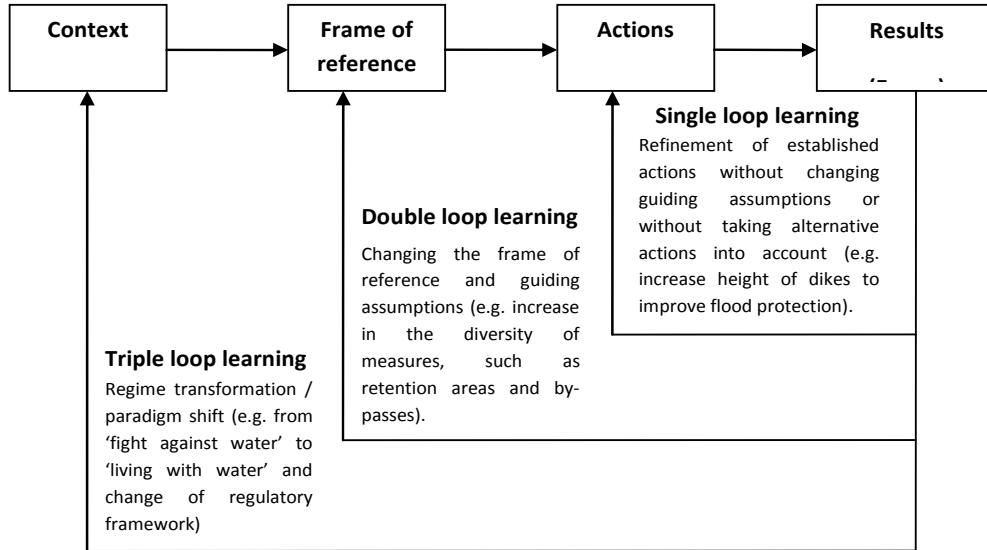 Context
Frame of
reference
Actions
Results
Single loop learning
Refinement of established
actions without changing
guiding assumptions or
without taking alternative
actions into account (e.g.
increase height of dikes to
improve flood protection).
Double loop learning
Changing the frame of
reference and guiding
assumptions (e.g. increase
in the diversity of
measures, such as
retention areas and by-
passes).
Triple loop learning
Regime transformation /
paradigm shift (e.g. from
‘fight against water’ to
‘living with water’ and
change of regulatory
framework)